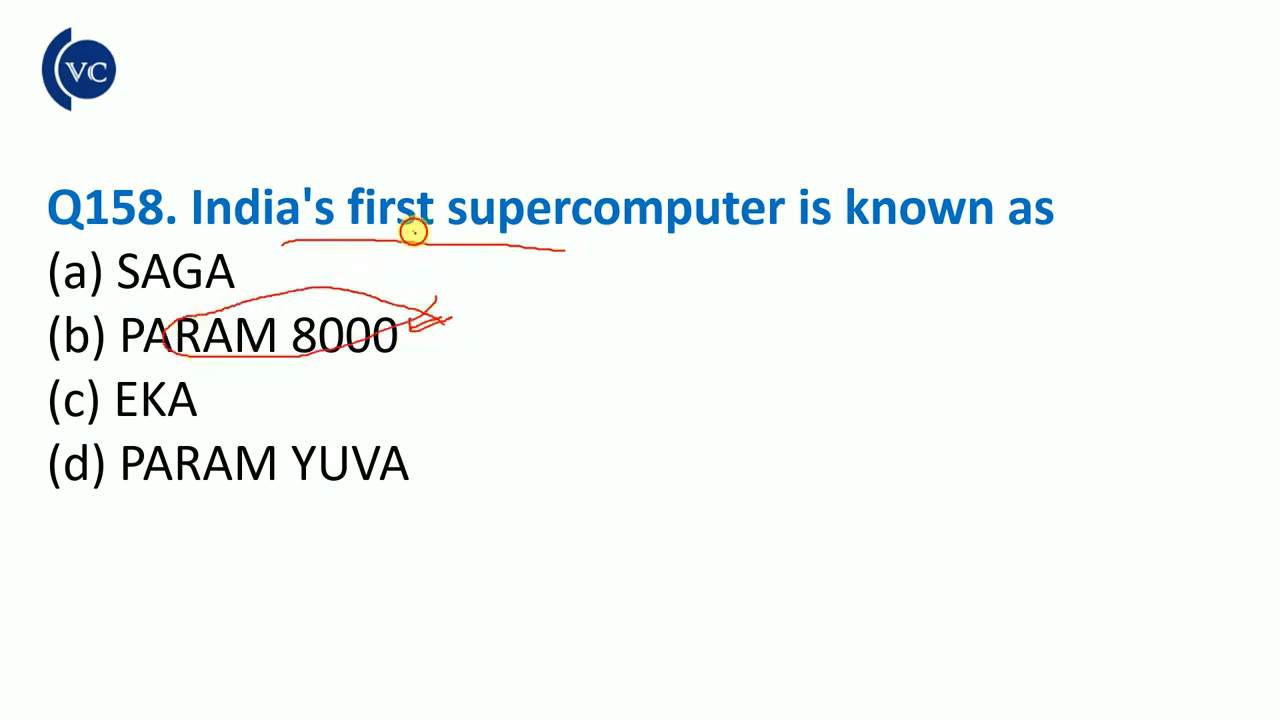 VC
Q158. India's first supercomputer is known as
(a) SAGA
(b) PARAM 8000
(c) EKA
(d) PARAM YUVA